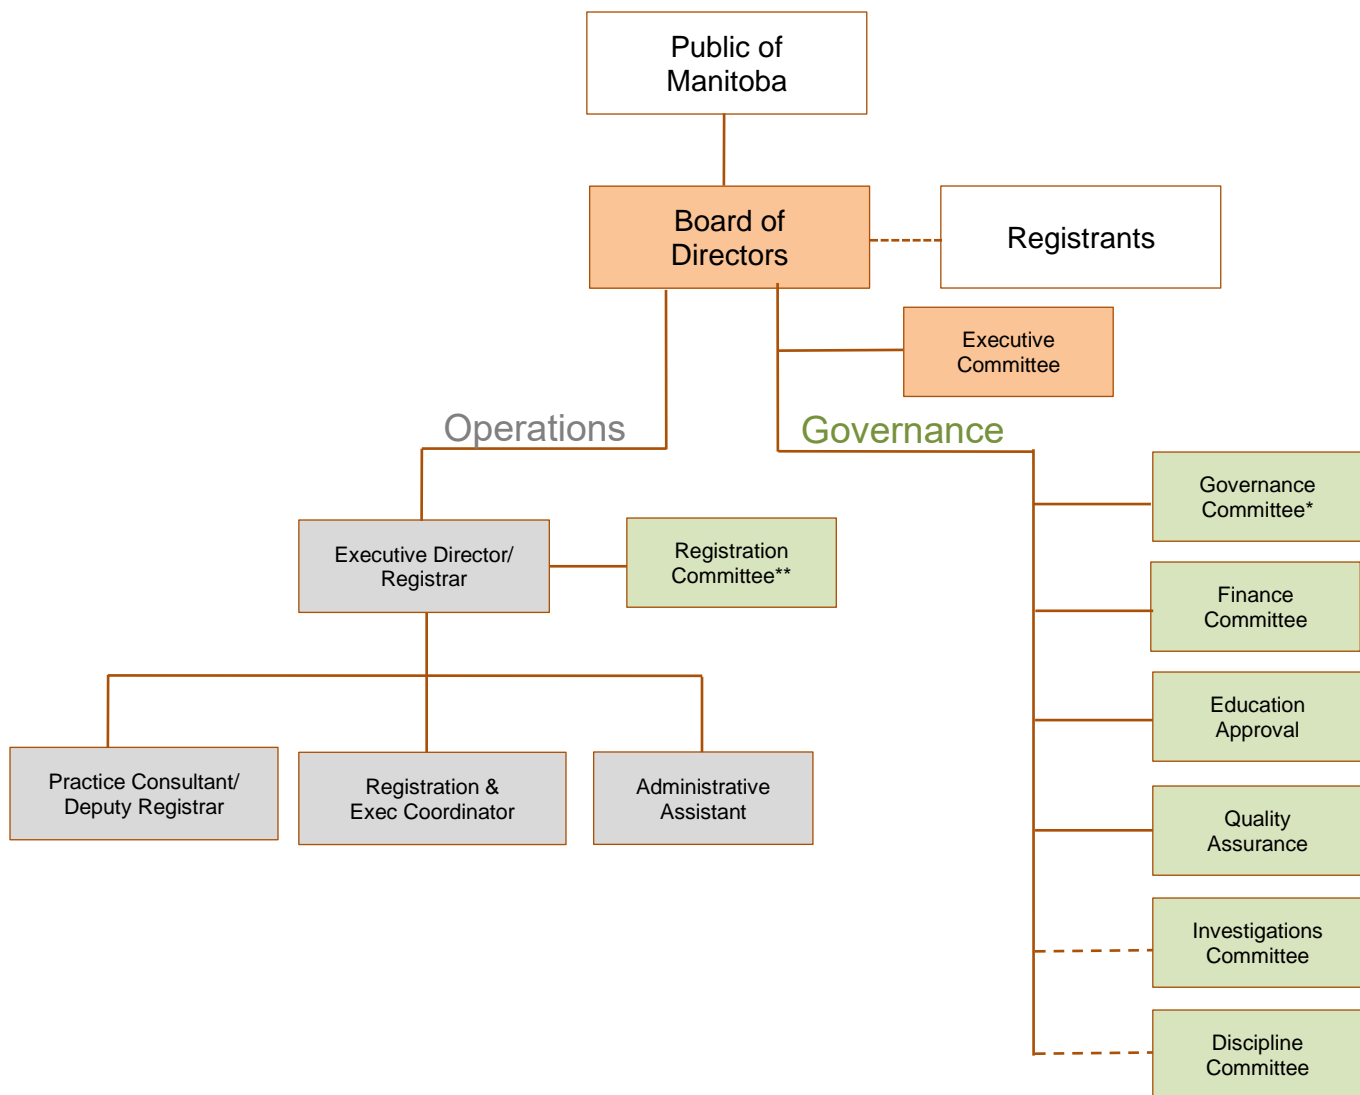 Public of
Manitoba
Board of
Directors
Registrants
Executive
Committee
Operations
Governance
Governance
Committee*
Executive Director/
Registrar
Registration
Committee**
Finance
Committee
Education
Approval
Practice Consultant/
Deputy Registrar
Registration &
Exec Coordinator
Administrative
Assistant
Quality
Assurance
Investigations
Committee
Discipline
Committee